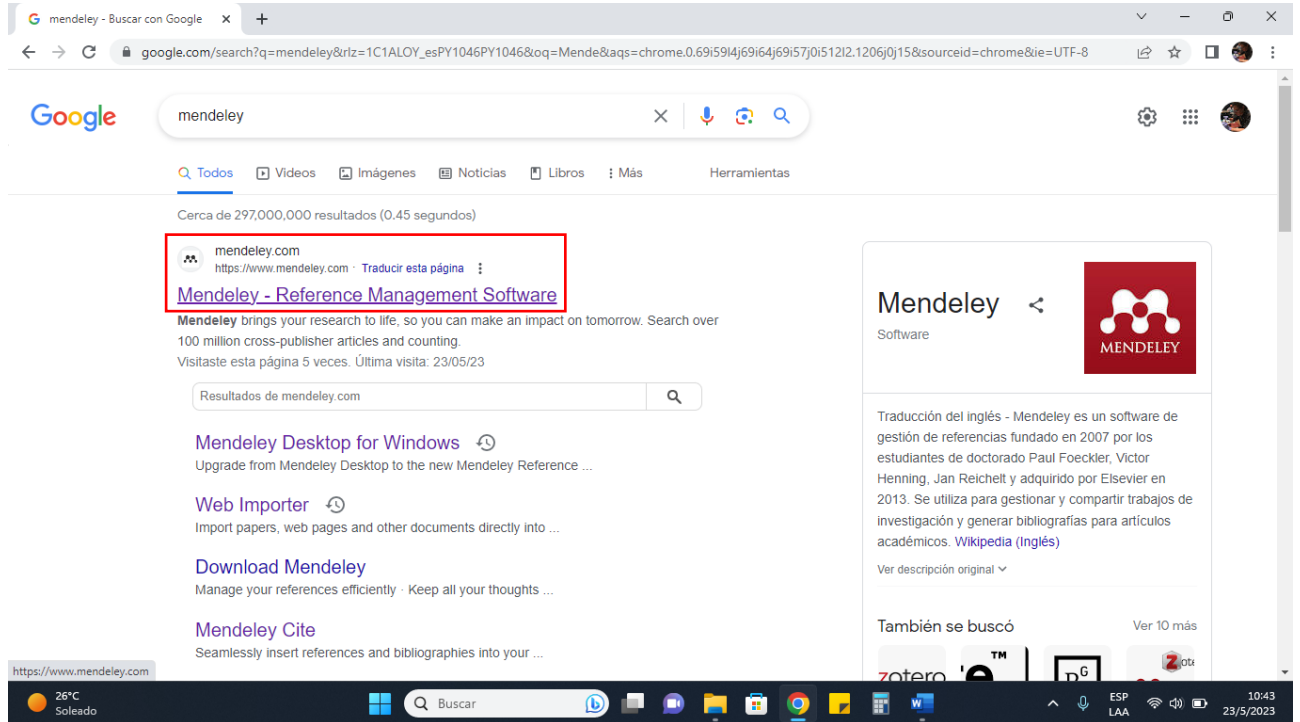 mendeley - Buscar con Google
google.com/search?q=mendeley&rlz=1C1ALOY_esPY1046PY1046&oq=Mende&aqs=chrome.0.69i59l4j69i64j69i57j0i512l2.1206j0j15&sourceid=chrome&ie=UTF-8
Google
mendeley
Todos
Videos
Imágenes
Noticias
Libros
Más
Herramientas
Cerca de 297,000,000 resultados (0.45 segundos)
mendeley.com
https://www.mendeley.com · Traducir esta página
Mendeley - Reference Management Software
Mendeley brings your research to life, so you can make an impact on tomorrow. Search over
100 million cross-publisher articles and counting.
Visitaste esta página 5 veces. Última visita: 23/05/23
Resultados de mendeley.com
Mendeley Desktop for Windows
Upgrade from Mendeley Desktop to the new Mendeley Reference ...
Web Importer
Import papers, web pages and other documents directly into ...
Download Mendeley
Manage your references efficiently · Keep all your thoughts ...
Mendeley Cite
Seamlessly insert references and bibliographies into your ...
Mendeley
Software
MENDELEY
Traducción del inglés - Mendeley es un software de
gestión de referencias fundado en 2007 por los
estudiantes de doctorado Paul Foeckler, Victor
Henning, Jan Reichelt y adquirido por Elsevier en
2013. Se utiliza para gestionar y compartir trabajos de
investigación y generar bibliografías para artículos
académicos. Wikipedia (Inglés)
Ver descripción original
También se buscó
Ver 10 más
zotero
TM
https://www.mendeley.com
26°C
Soleado
Buscar
ESP
LAA
10:43
23/5/2023